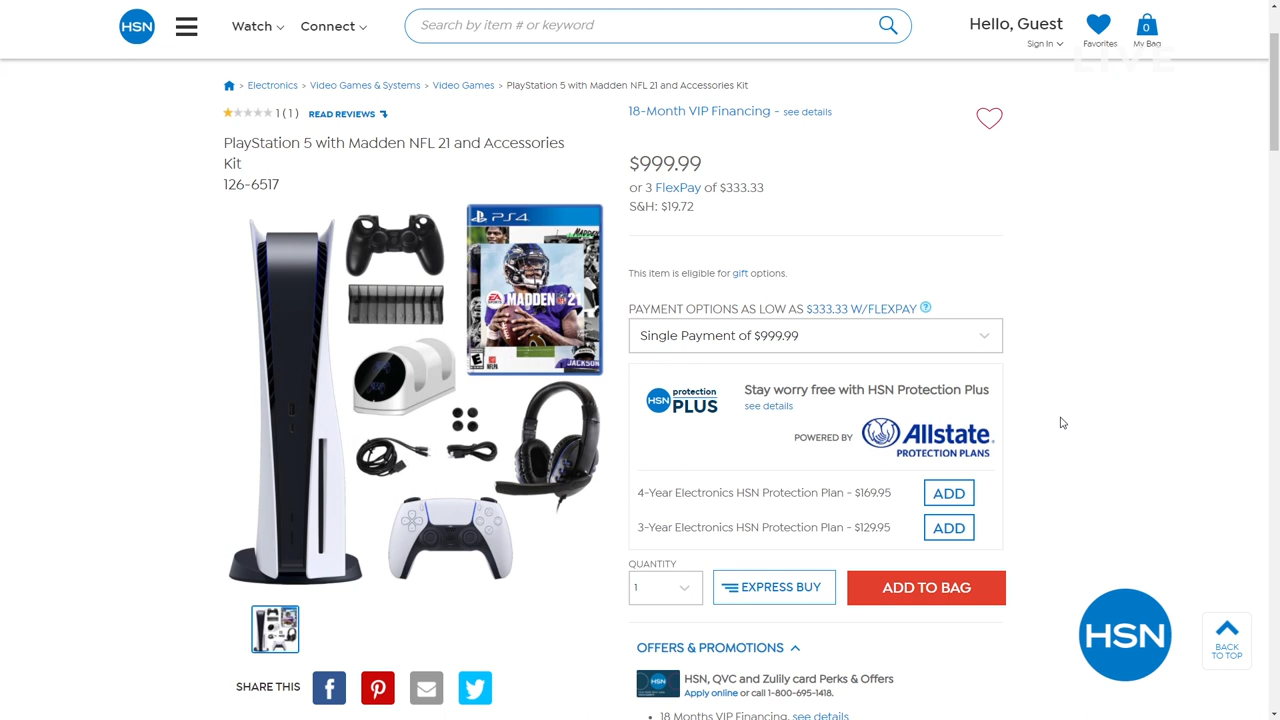 HSN
Watch
Connect
Search by item # or keyword
Hello, Guest
Sign In
Favorites
0
My Bag
LIVE
> Electronics > Video Games & Systems > Video Games > PlayStation 5 with Madden NFL 21 and Accessories Kit
1 ( 1 ) READ REVIEWS
PlayStation 5 with Madden NFL 21 and Accessories
Kit
126-6517
PS4
EA
SPORTS
MADDEN 21
E
NFLPA
JACKSON
SHARE THIS
18-Month VIP Financing - see details
$999.99
or 3 FlexPay of $333.33
S&H: $19.72
This item is eligible for gift options.
PAYMENT OPTIONS AS LOW AS $333.33 W/FLEXPAY ?
Single Payment of $999.99
HSN protection PLUS
Stay worry free with HSN Protection Plus
see details
POWERED BY Allstate
PROTECTION PLANS
4-Year Electronics HSN Protection Plan - $169.95 ADD
3-Year Electronics HSN Protection Plan - $129.95 ADD
QUANTITY
1
EXPRESS BUY
ADD TO BAG
OFFERS & PROMOTIONS
HSN
HSN, QVC and Zulily card Perks & Offers
Apply online or call 1-800-695-1418.
• 18 Months VIP Financing, see details
HSN
BACK
TO TOP